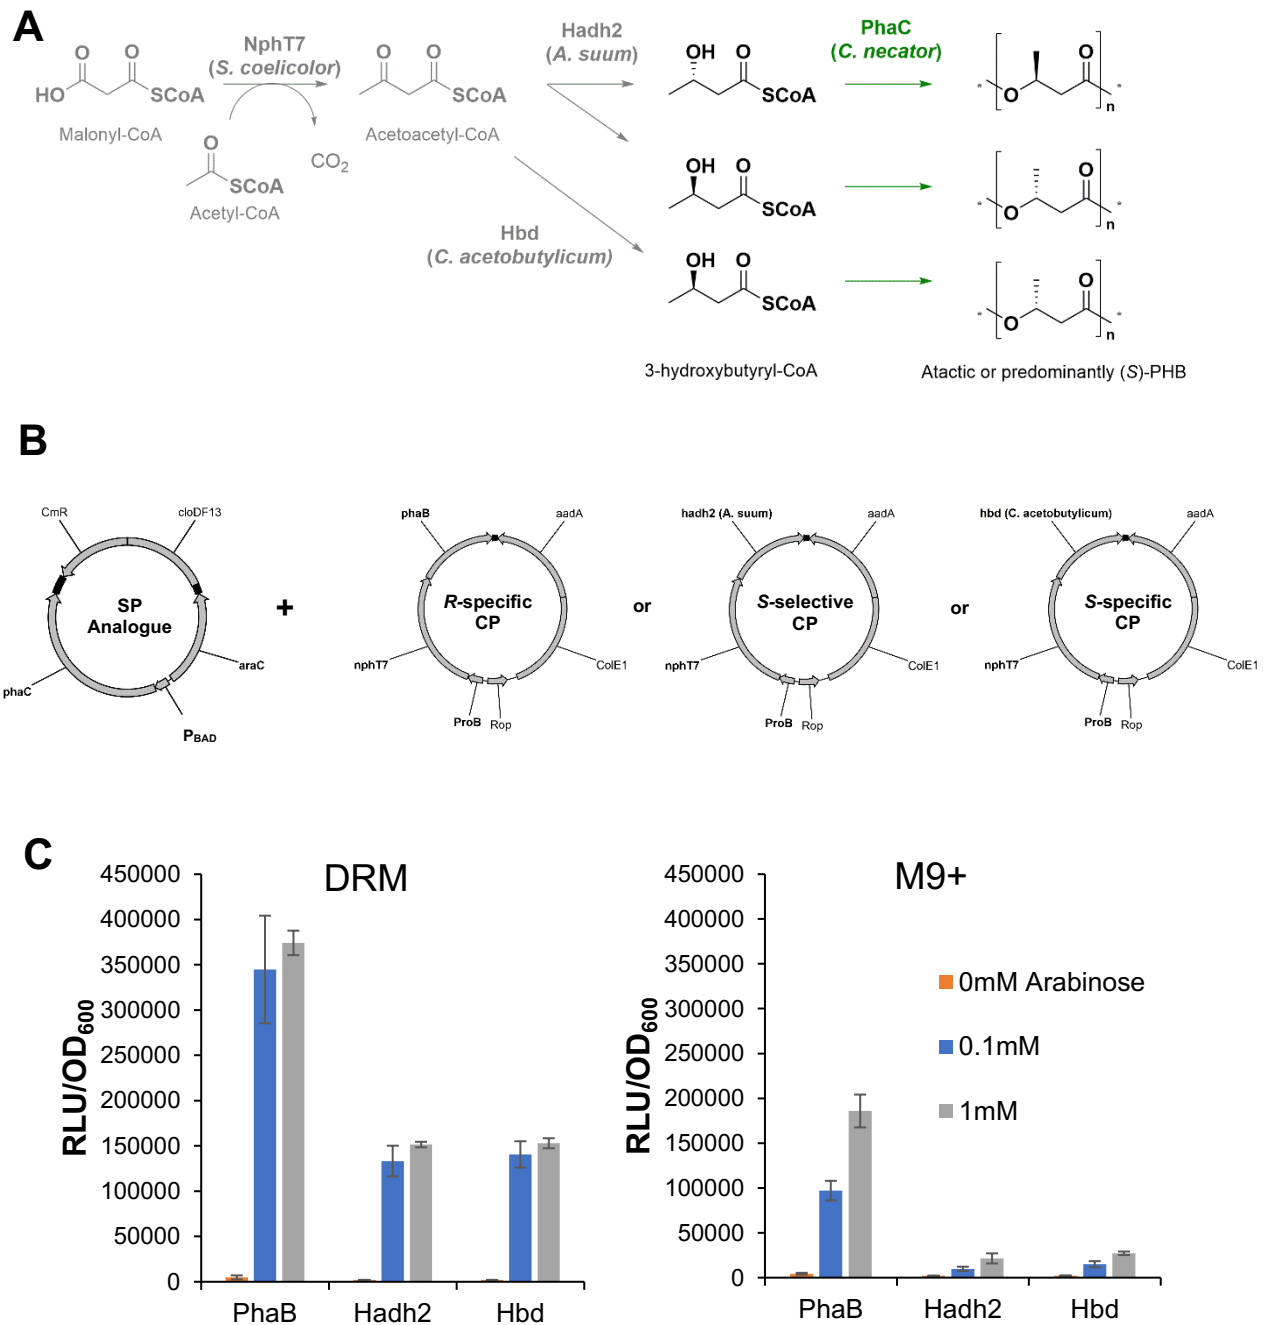 A
NphT7
(S. coelicolor)
Hadh2
(A. suum)
PhaC
(C. necator)
O O
HO SCoA
Malonyl-CoA
O
SCoA
Acetyl-CoA
CO2
O O
SCoA
Acetoacetyl-CoA
Hbd
(C. acetobutylicum)
OH O
SCoA
OH O
SCoA
OH O
SCoA
3-hydroxybutyryl-CoA
* O O n *
* O O n *
* O O n *
Atactic or predominantly (S)-PHB
B
CmR
cloDF13
SP
Analogue
araC
phaC
PBAD
+
phaB
aadA
R-specific
CP
nphT7
ColE1
ProB
Rop
or
hadh2 (A. suum)
aadA
S-selective
CP
nphT7
ColE1
ProB
Rop
or
hbd (C. acetobutylicum)
aadA
S-specific
CP
nphT7
ColE1
ProB
Rop
C
DRM
RLU/OD600
450000
400000
350000
300000
250000
200000
150000
100000
50000
0
PhaB
Hadh2
Hbd
M9+
RLU/OD600
450000
400000
350000
300000
250000
200000
150000
100000
50000
0
PhaB
Hadh2
Hbd
0mM Arabinose
0.1mM
1mM